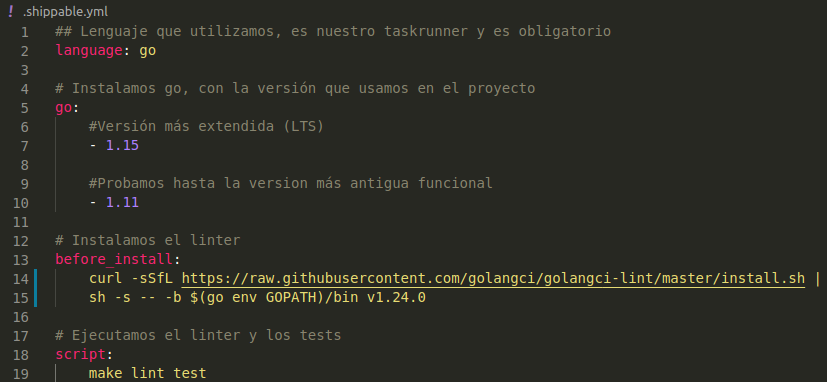 ! .shippable.yml
1 ## Lenguaje que utilizamos, es nuestro taskrunner y es obligatorio
2 language: go
3
4 # Instalamos go, con la versión que usamos en el proyecto
5 go:
6 #Versión más extendida (LTS)
7 - 1.15
8
9 #Probamos hasta la version más antigua funcional
10 - 1.11
11
12 # Instalamos el linter
13 before_install:
14 curl -sSfL https://raw.githubusercontent.com/golangci/golangci-lint/master/install.sh |
15 sh -s -- -b $(go env GOPATH)/bin v1.24.0
16
17 # Ejecutamos el linter y los tests
18 script:
19 make lint test